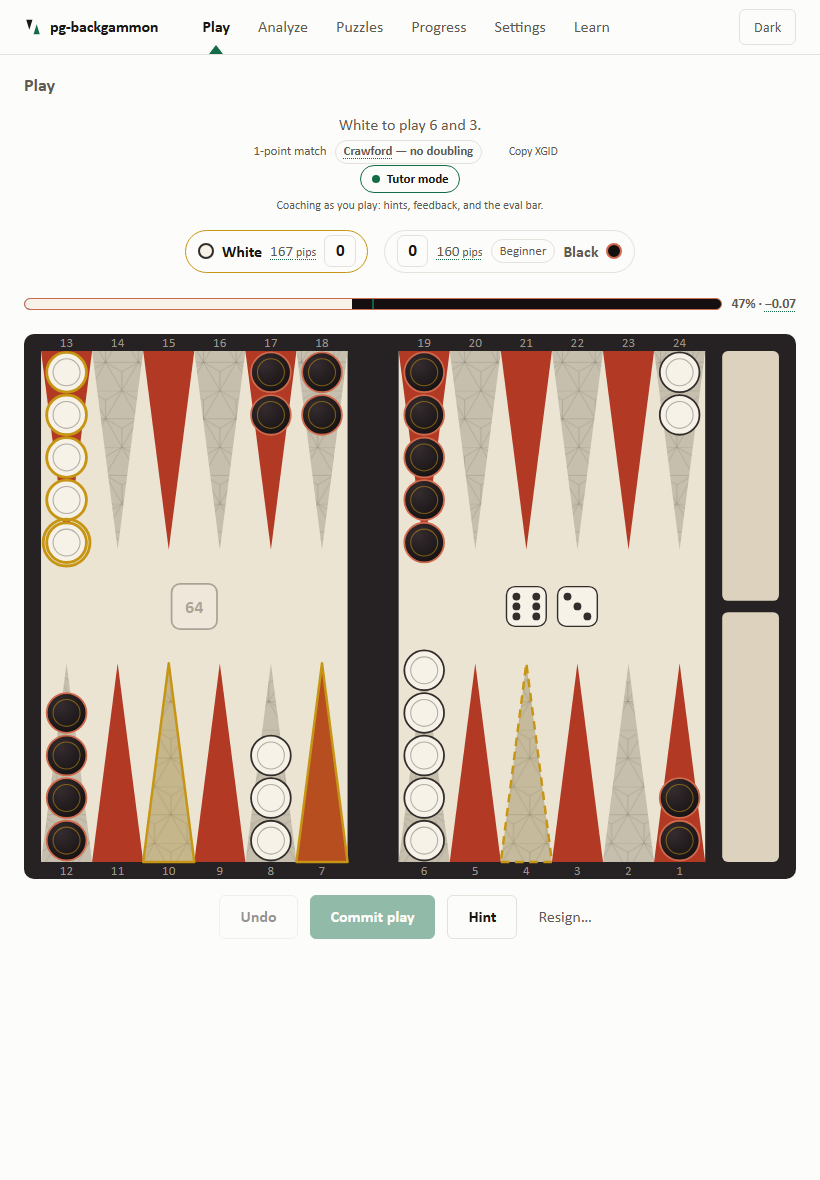 pg-backgammon Play Analyze Puzzles Progress Settings Learn Dark
Play
White to play 6 and 3.
1-point match Crawford — no doubling Copy XGID
Tutor mode
Coaching as you play: hints, feedback, and the eval bar.
White 167 pips 0 0 160 pips Beginner Black
47% · −0.07
13 14 15 16 17 18 19 20 21 22 23 24
64
12 11 10 9 8 7 6 5 4 3 2 1
Undo Commit play Hint Resign...